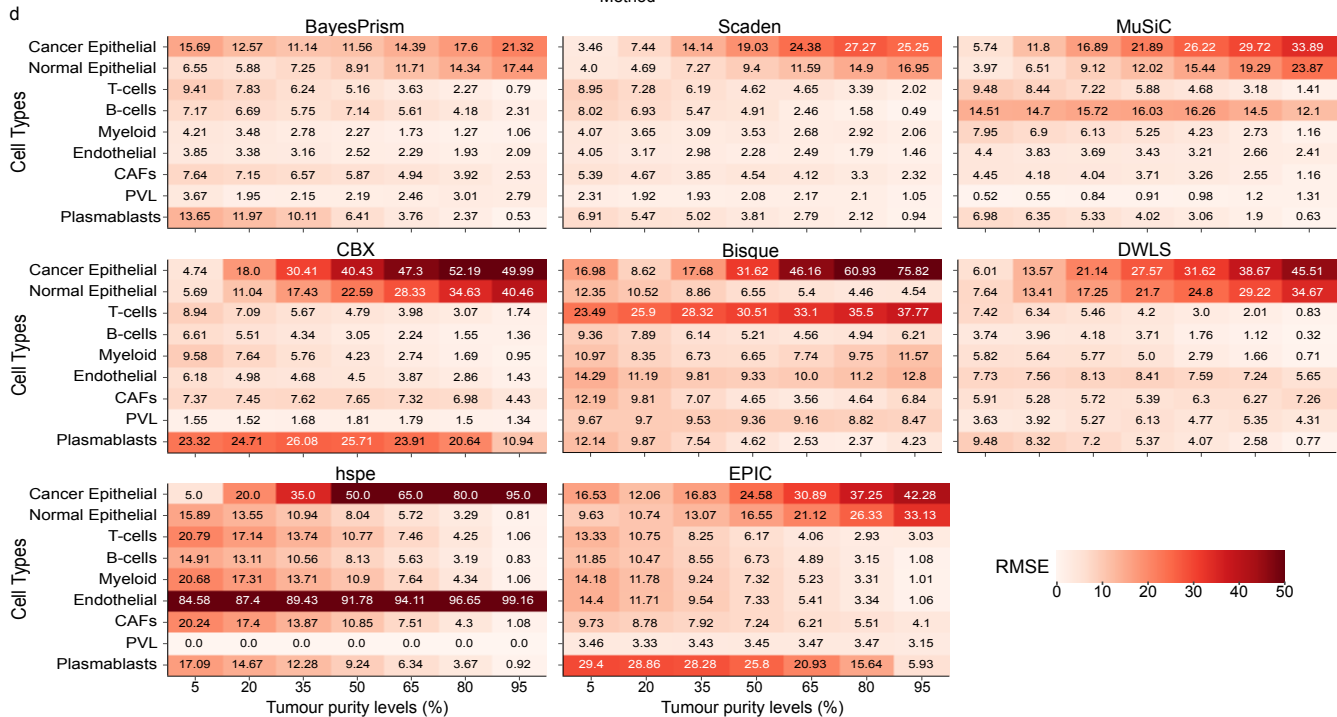 Method
d
BayesPrism Scaden MuSiC
Cell Types
Cancer Epithelial 15.69 12.57 11.14 11.56 14.39 17.6 21.32 3.46 7.44 14.14 19.03 24.38 27.27 25.25 5.74 11.8 16.89 21.89 26.22 29.72 33.89
Normal Epithelial 6.55 5.88 7.25 8.91 11.71 14.34 17.44 4.0 4.69 7.27 9.4 11.59 14.9 16.95 3.97 6.51 9.12 12.02 15.44 19.29 23.87
T-cells 9.41 7.83 6.24 5.16 3.63 2.27 0.79 8.95 7.28 6.19 4.62 4.65 3.39 2.02 9.48 8.44 7.22 5.88 4.68 3.18 1.41
B-cells 7.17 6.69 5.75 7.14 5.61 4.18 2.31 8.02 6.93 5.47 4.91 2.46 1.58 0.49 14.51 14.7 15.72 16.03 16.26 14.5 12.1
Myeloid 4.21 3.48 2.78 2.27 1.73 1.27 1.06 4.07 3.65 3.09 3.53 2.68 2.92 2.06 7.95 6.9 6.13 5.25 4.23 2.73 1.16
Endothelial 3.85 3.38 3.16 2.52 2.29 1.93 2.09 4.05 3.17 2.98 2.28 2.49 1.79 1.46 4.4 3.83 3.69 3.43 3.21 2.66 2.41
CAFs 7.64 7.15 6.57 5.87 4.94 3.92 2.53 5.39 4.67 3.85 4.54 4.12 3.3 2.32 4.45 4.18 4.04 3.71 3.26 2.55 1.16
PVL 3.67 1.95 2.15 2.19 2.46 3.01 2.79 2.31 1.92 1.93 2.08 2.17 2.1 1.05 0.52 0.55 0.84 0.91 0.98 1.2 1.31
Plasmablasts 13.65 11.97 10.11 6.41 3.76 2.37 0.53 6.91 5.47 5.02 3.81 2.79 2.12 0.94 6.98 6.35 5.33 4.02 3.06 1.9 0.63
CBX Bisque DWLS
Cell Types
Cancer Epithelial 4.74 18.0 30.41 40.43 47.3 52.19 49.99 16.98 8.62 17.68 31.62 46.16 60.93 75.82 6.01 13.57 21.14 27.57 31.62 38.67 45.51
Normal Epithelial 5.69 11.04 17.43 22.59 28.33 34.63 40.46 12.35 10.52 8.86 6.55 5.4 4.46 4.54 7.64 13.41 17.25 21.7 24.8 29.22 34.67
T-cells 8.94 7.09 5.67 4.79 3.98 3.07 1.74 23.49 25.9 28.32 30.51 33.1 35.5 37.77 7.42 6.34 5.46 4.2 3.0 2.01 0.83
B-cells 6.61 5.51 4.34 3.05 2.24 1.55 1.36 9.36 7.89 6.14 5.21 4.56 4.94 6.21 3.74 3.96 4.18 3.71 1.76 1.12 0.32
Myeloid 9.58 7.64 5.76 4.23 2.74 1.69 0.95 10.97 8.35 6.73 6.65 7.74 9.75 11.57 5.82 5.64 5.77 5.0 2.79 1.66 0.71
Endothelial 6.18 4.98 4.68 4.5 3.87 2.86 1.43 14.29 11.19 9.81 9.33 10.0 11.2 12.8 7.73 7.56 8.13 8.41 7.59 7.24 5.65
CAFs 7.37 7.45 7.62 7.65 7.32 6.98 4.43 12.19 9.81 7.07 4.65 3.56 4.64 6.84 5.91 5.28 5.72 5.39 6.3 6.27 7.26
PVL 1.55 1.52 1.68 1.81 1.79 1.5 1.34 9.67 9.7 9.53 9.36 9.16 8.82 8.47 3.63 3.92 5.27 6.13 4.77 5.35 4.31
Plasmablasts 23.32 24.71 26.08 25.71 23.91 20.64 10.94 12.14 9.87 7.54 4.62 2.53 2.37 4.23 9.48 8.32 7.2 5.37 4.07 2.58 0.77
hspe EPIC
Cell Types
Cancer Epithelial 5.0 20.0 35.0 50.0 65.0 80.0 95.0 16.53 12.06 16.83 24.58 30.89 37.25 42.28
Normal Epithelial 15.89 13.55 10.94 8.04 5.72 3.29 0.81 9.63 10.74 13.07 16.55 21.12 26.33 33.13
T-cells 20.79 17.14 13.74 10.77 7.46 4.25 1.06 13.33 10.75 8.25 6.17 4.06 2.93 3.03
B-cells 14.91 13.11 10.56 8.13 5.63 3.19 0.83 11.85 10.47 8.55 6.73 4.89 3.15 1.08
Myeloid 20.68 17.31 13.71 10.9 7.64 4.34 1.06 14.18 11.78 9.24 7.32 5.23 3.31 1.01
Endothelial 84.58 87.4 89.43 91.78 94.11 96.65 99.16 14.4 11.71 9.54 7.33 5.41 3.34 1.06
CAFs 20.24 17.4 13.87 10.85 7.51 4.3 1.08 9.73 8.78 7.92 7.24 6.21 5.51 4.1
PVL 0.0 0.0 0.0 0.0 0.0 0.0 0.0 3.46 3.33 3.43 3.45 3.47 3.47 3.15
Plasmablasts 17.09 14.67 12.28 9.24 6.34 3.67 0.92 29.4 28.86 28.28 25.8 20.93 15.64 5.93
5 20 35 50 65 80 95 5 20 35 50 65 80 95
Tumour purity levels (%) Tumour purity levels (%)
RMSE
0 10 20 30 40 50